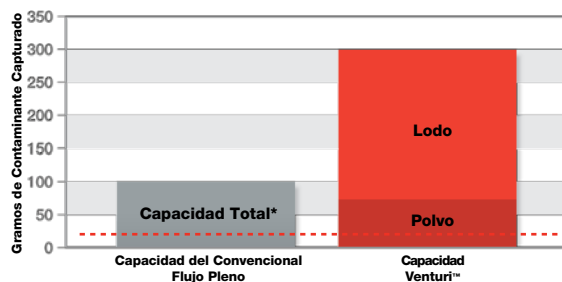 Gramos de Contaminante Capturado
350
300
250
200
150
100
50
0
Lodo
Capacidad Total*
Polvo
Capacidad del Convencional
Flujo Pleno
Capacidad
Venturi™